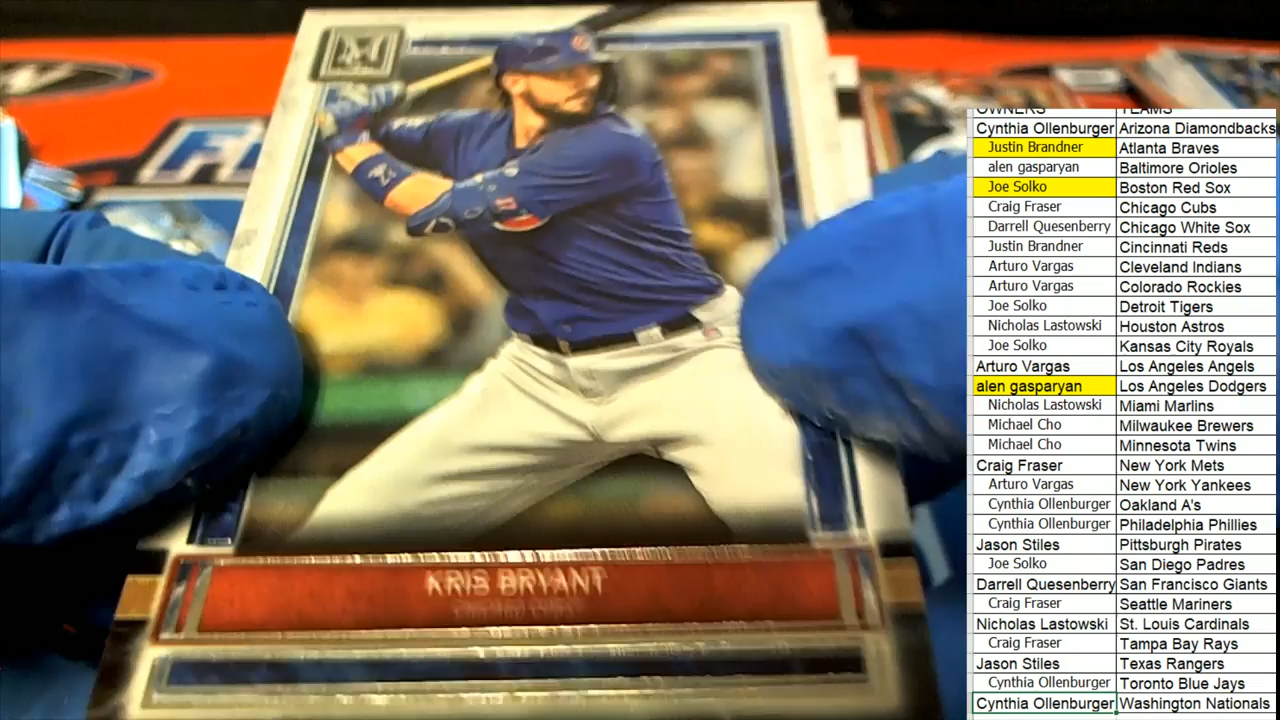 KRIS BRYANT
OWNERS TEAMS
Cynthia Ollenburger Arizona Diamondbacks
Justin Brandner Atlanta Braves
alen gasparyan Baltimore Orioles
Joe Solko Boston Red Sox
Craig Fraser Chicago Cubs
Darrell Quesenberry Chicago White Sox
Justin Brandner Cincinnati Reds
Arturo Vargas Cleveland Indians
Arturo Vargas Colorado Rockies
Joe Solko Detroit Tigers
Nicholas Lastowski Houston Astros
Joe Solko Kansas City Royals
Arturo Vargas Los Angeles Angels
alen gasparyan Los Angeles Dodgers
Nicholas Lastowski Miami Marlins
Michael Cho Milwaukee Brewers
Michael Cho Minnesota Twins
Craig Fraser New York Mets
Arturo Vargas New York Yankees
Cynthia Ollenburger Oakland A's
Cynthia Ollenburger Philadelphia Phillies
Jason Stiles Pittsburgh Pirates
Joe Solko San Diego Padres
Darrell Quesenberry San Francisco Giants
Craig Fraser Seattle Mariners
Nicholas Lastowski St. Louis Cardinals
Craig Fraser Tampa Bay Rays
Jason Stiles Texas Rangers
Cynthia Ollenburger Toronto Blue Jays
Cynthia Ollenburger Washington Nationals